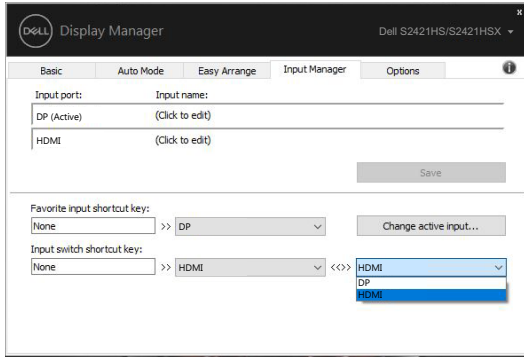 x
DELL Display Manager Dell S2421HS/S2421HSX
Basic Auto Mode Easy Arrange Input Manager Options i
Input port: Input name:
DP (Active) (Click to edit)
HDMI (Click to edit)
Save
Favorite input shortcut key:
None >> DP Change active input...
Input switch shortcut key:
None >> HDMI <<>> HDMI
DP
HDMI